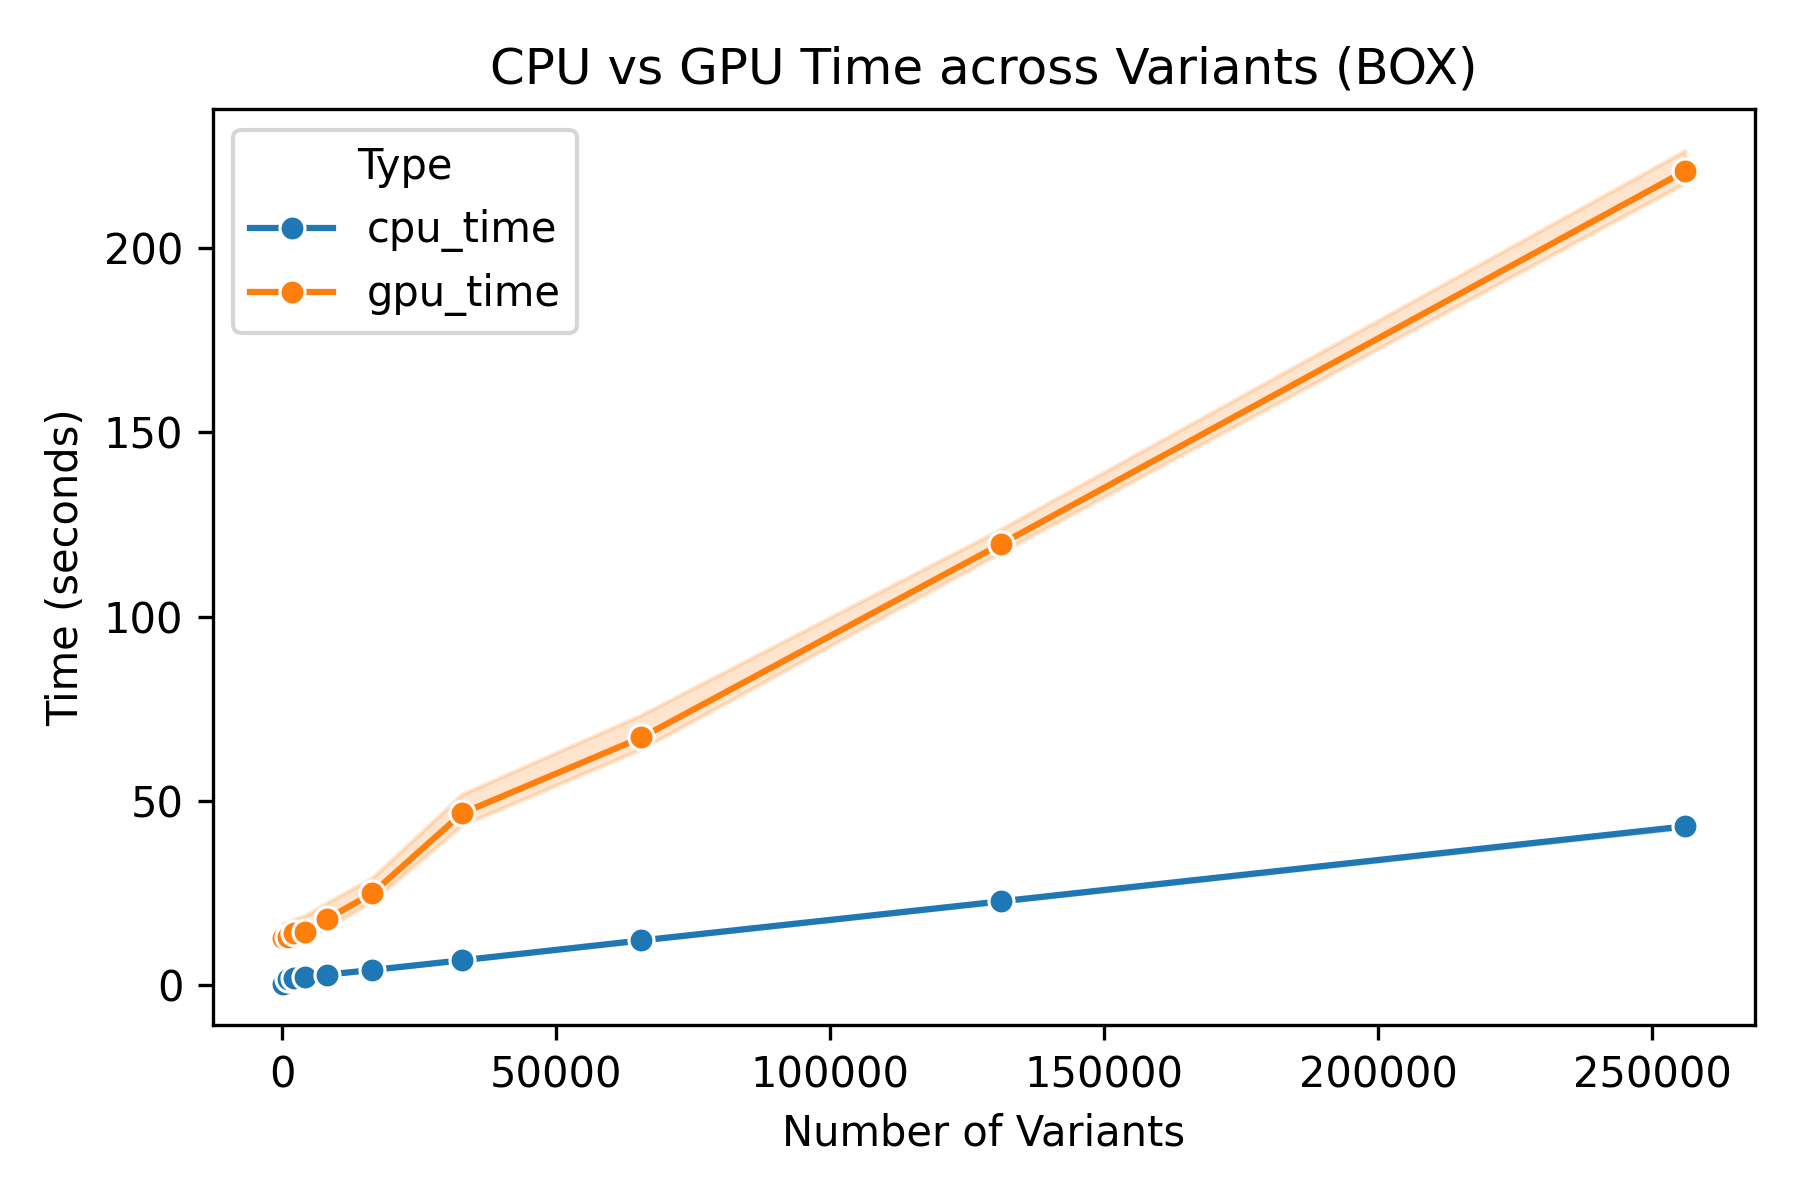 CPU vs GPU Time across Variants (BOX)
Type
cpu_time
gpu_time
Time (seconds)
200
150
100
50
0
0 50000 100000 150000 200000 250000
Number of Variants